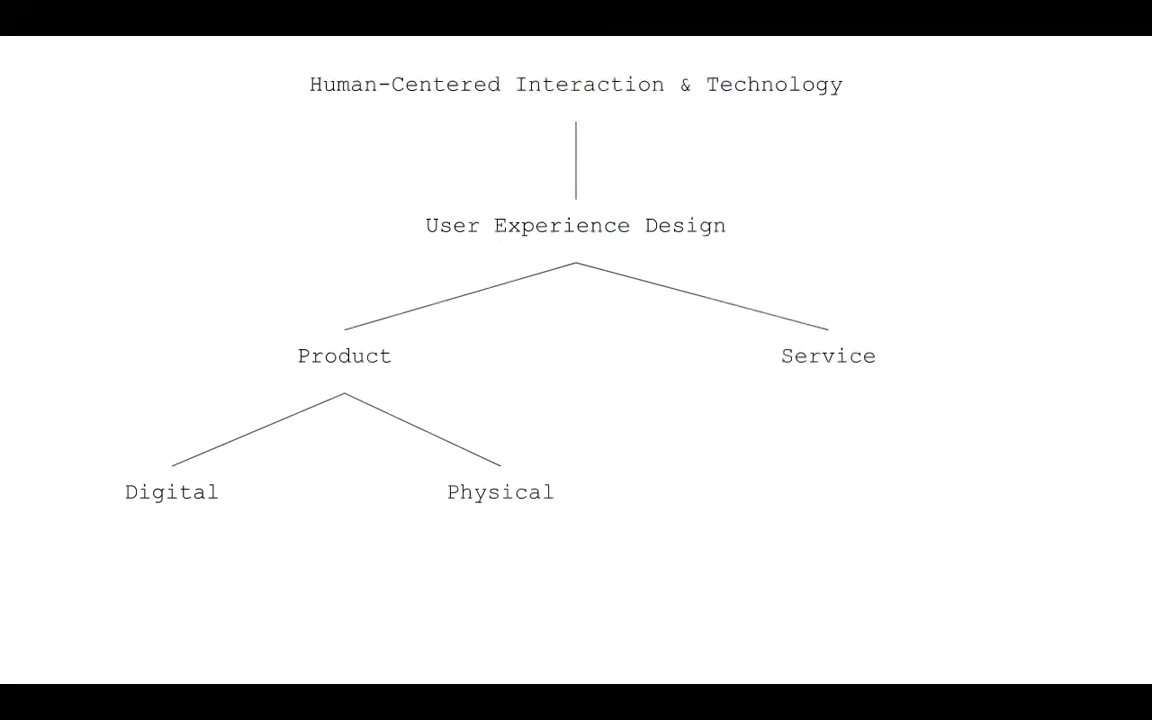 Human-Centered Interaction & Technology
User Experience Design
Product
Service
Digital
Physical